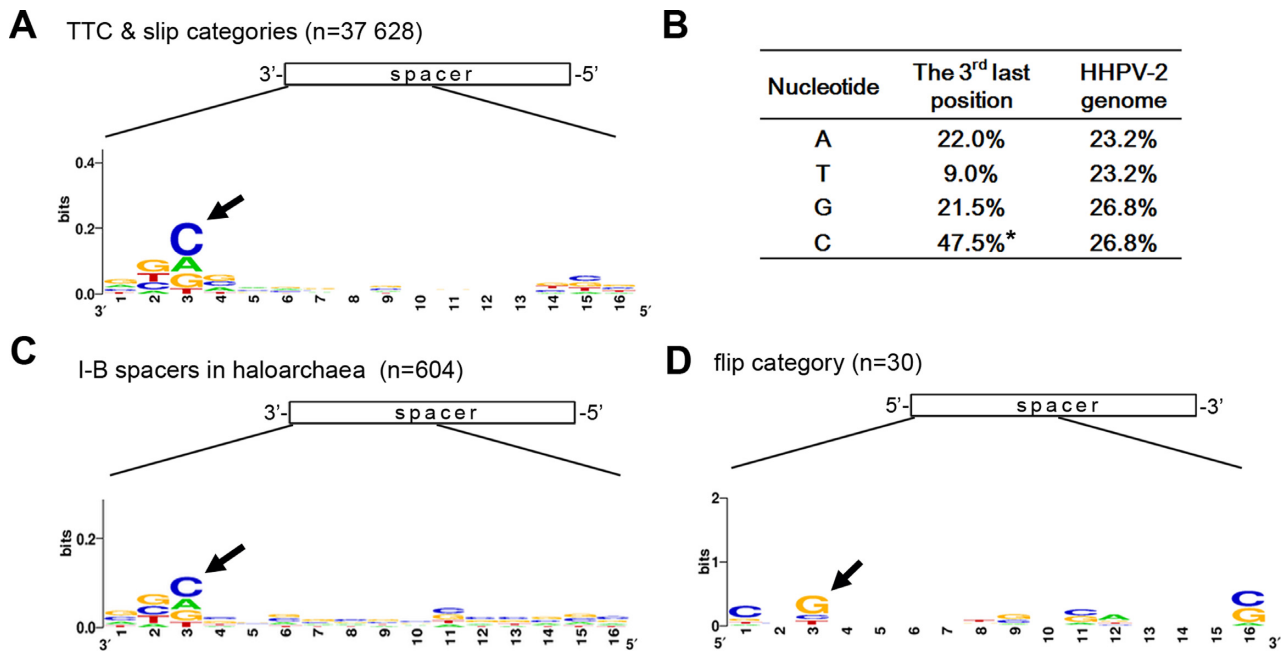 A
TTC & slip categories (n=37 628)
3’- spacer -5’
bits
0.4
0.2
0.0
C
A
G
T
G
T
C
A
3′ 1 2 3 4 5 6 7 8 9 10 11 12 13 14 15 16 5′
B
Nucleotide The 3rd last position HHPV-2 genome
A 22.0% 23.2%
T 9.0% 23.2%
G 21.5% 26.8%
C 47.5%* 26.8%
C
I-B spacers in haloarchaea (n=604)
3’- spacer -5’
bits
0.2
0.0
C
A
G
T
G
C
T
3′ 1 2 3 4 5 6 7 8 9 10 11 12 13 14 15 16 5′
D
flip category (n=30)
5’- spacer -3’
bits
2
1
0
C
G
C
C
G
A
C
G
5′ 1 2 3 4 5 6 7 8 9 10 11 12 13 14 15 16 3′